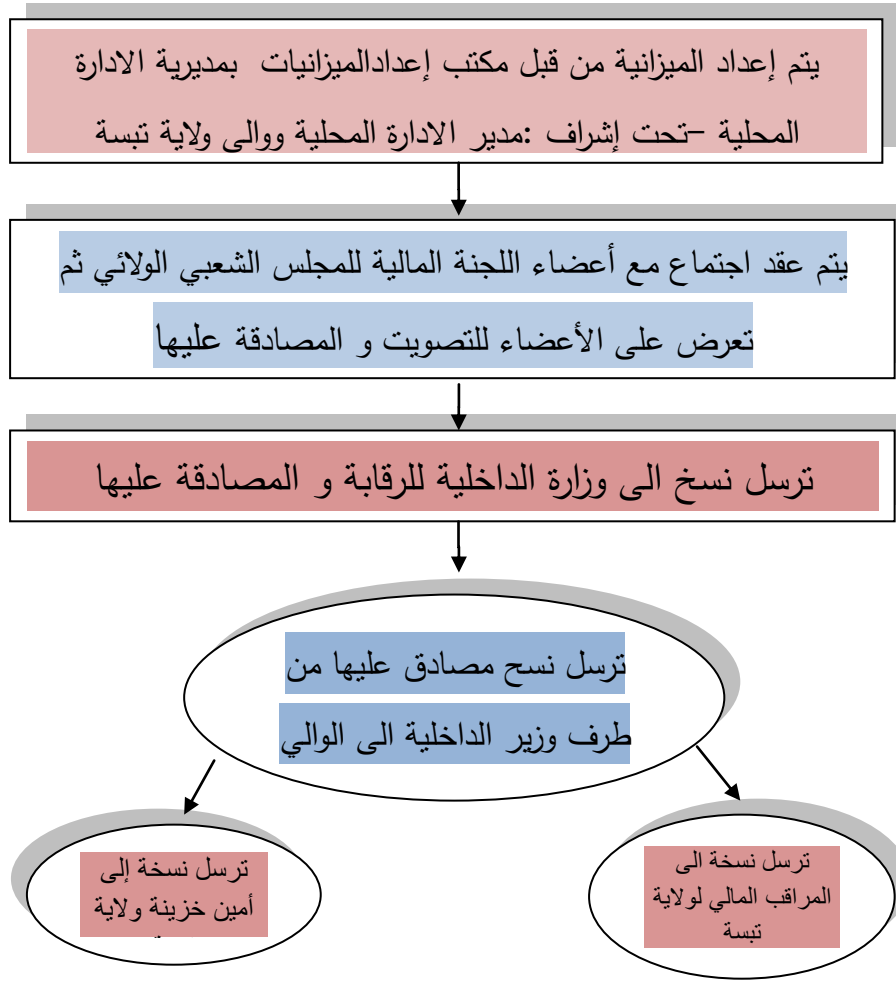 يتم إعداد الميزانية من قبل مكتب إعدادالميزانيات بمديرية الادارة
المحلية –تحت إشراف :مدير الادارة المحلية ووالى ولاية تبسة
يتم عقد اجتماع مع أعضاء اللجنة المالية للمجلس الشعبي الولائي ثم
تعرض على الأعضاء للتصويت و المصادقة عليها
ترسل نسخ الى وزارة الداخلية للرقابة و المصادقة عليها
ترسل نسح مصادق عليها من
طرف وزير الداخلية الى الوالي
ترسل نسخة الى
المراقب المالي لولاية
تبسة
ترسل نسخة إلى
أمين خزينة ولاية